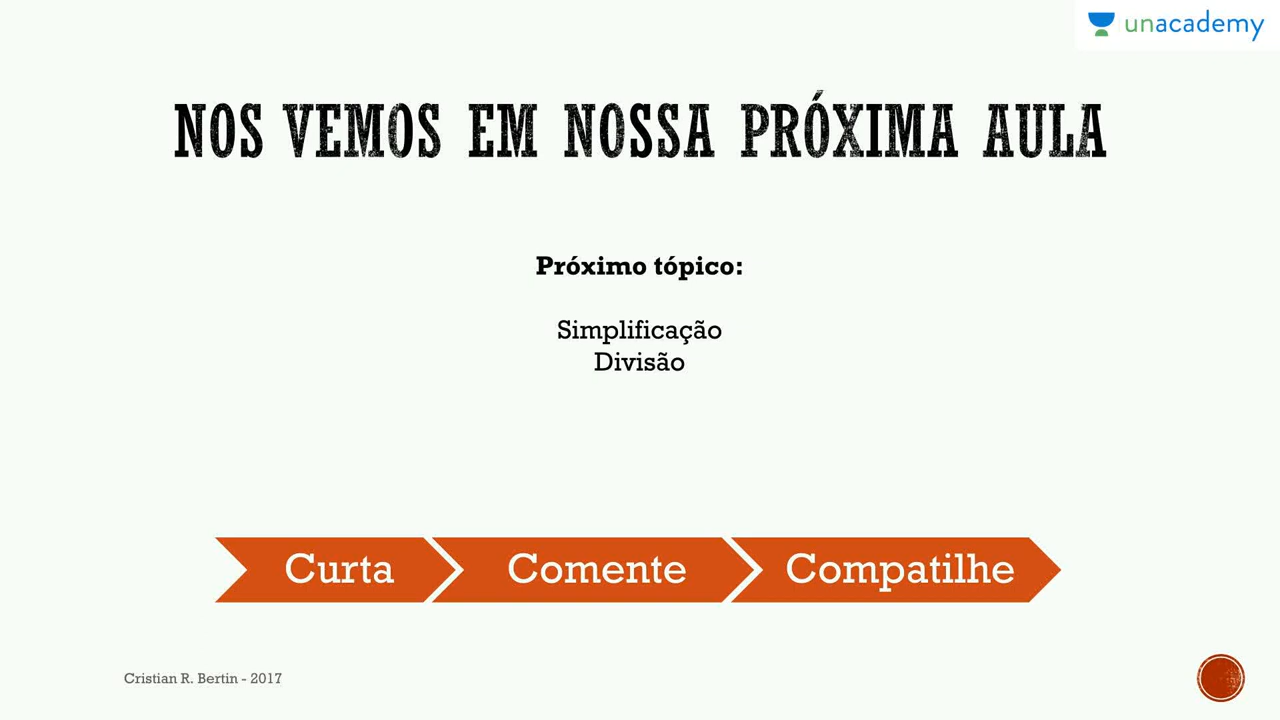 unacademy
NOS VEMOS EM NOSSA PRÓXIMA AULA
Próximo tópico:
Simplificação
Divisão
Curta
Comente
Compatilhe
Cristian R. Bertin - 2017